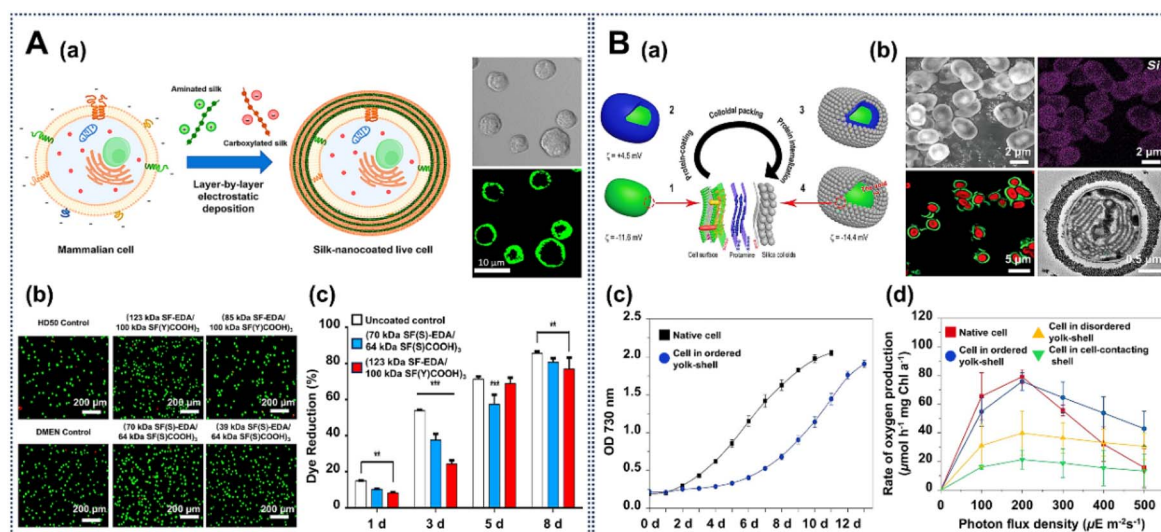 A (a)
Aminated silk
Carboxylated silk
Layer-by-layer
electrostatic
deposition
Mammalian cell
Silk-nanocoated live cell
10 μm
(b)
HD50 Control
(123 kDa SF-EDA/
100 kDa SF(Y)COOH)₃
(85 kDa SF-EDA/
100 kDa SF(Y)COOH)₃
200 μm
200 μm
200 μm
DMEN Control
(70 kDa SF(S)-EDA/
64 kDa SF(S)COOH)₃
(39 kDa SF(S)-EDA/
64 kDa SF(S)COOH)₃
200 μm
200 μm
200 μm
(c)
Dye Reduction (%)
100
80
60
40
20
0
Uncoated control
(70 kDa SF(S)-EDA/
64 kDa SF(S)COOH)₃
(123 kDa SF-EDA/
100 kDa SF(Y)COOH)₃
1 d 3 d 5 d 8 d
B (a)
2
ζ = +4.5 mV
1
ζ = -11.6 mV
Protein-coating
Colloidal packing
Protein internalization
Cell surface Protamine Silica colloids
3
4
ζ = -14.4 mV
(b)
Si
2 μm
2 μm
5 μm
0.5 μm
(c)
OD 730 nm
2.5
2.0
1.5
1.0
0.5
0.0
Native cell
Cell in ordered
yolk-shell
0 d 2 d 4 d 6 d 8 d 10 d 12 d
(d)
Rate of oxygen production
(μmol h⁻¹ mg Chl a⁻¹)
140
120
100
80
60
40
20
0
Native cell
Cell in ordered
yolk-shell
Cell in disordered
yolk-shell
Cell in cell-contacting
shell
0 100 200 300 400 500
Photon flux density (μE m⁻²s⁻¹)